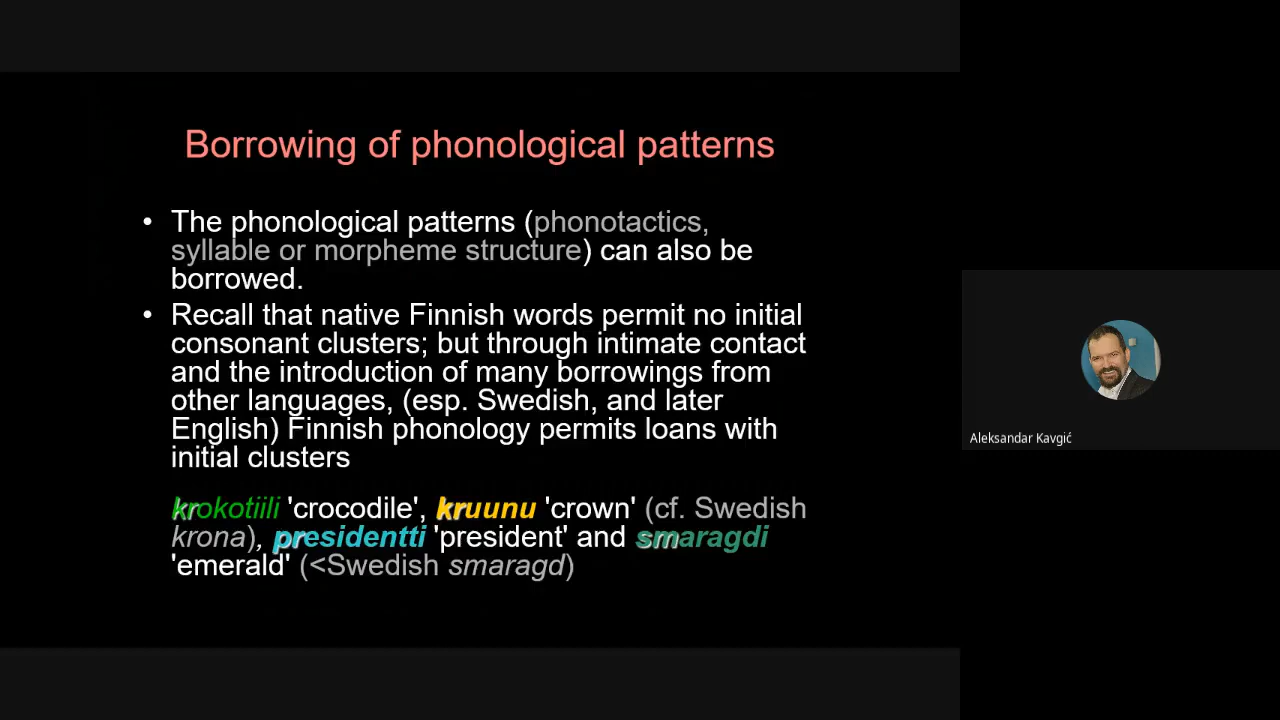 Borrowing of phonological patterns
• The phonological patterns (phonotactics,
syllable or morpheme structure) can also be
borrowed.
• Recall that native Finnish words permit no initial
consonant clusters; but through intimate contact
and the introduction of many borrowings from
other languages, (esp. Swedish, and later
English) Finnish phonology permits loans with
initial clusters
krokotiili 'crocodile', kruunu 'crown' (cf. Swedish
krona), presidentti 'president' and smaragdi
'emerald' (<Swedish smaragd)
Aleksandar Kavgić